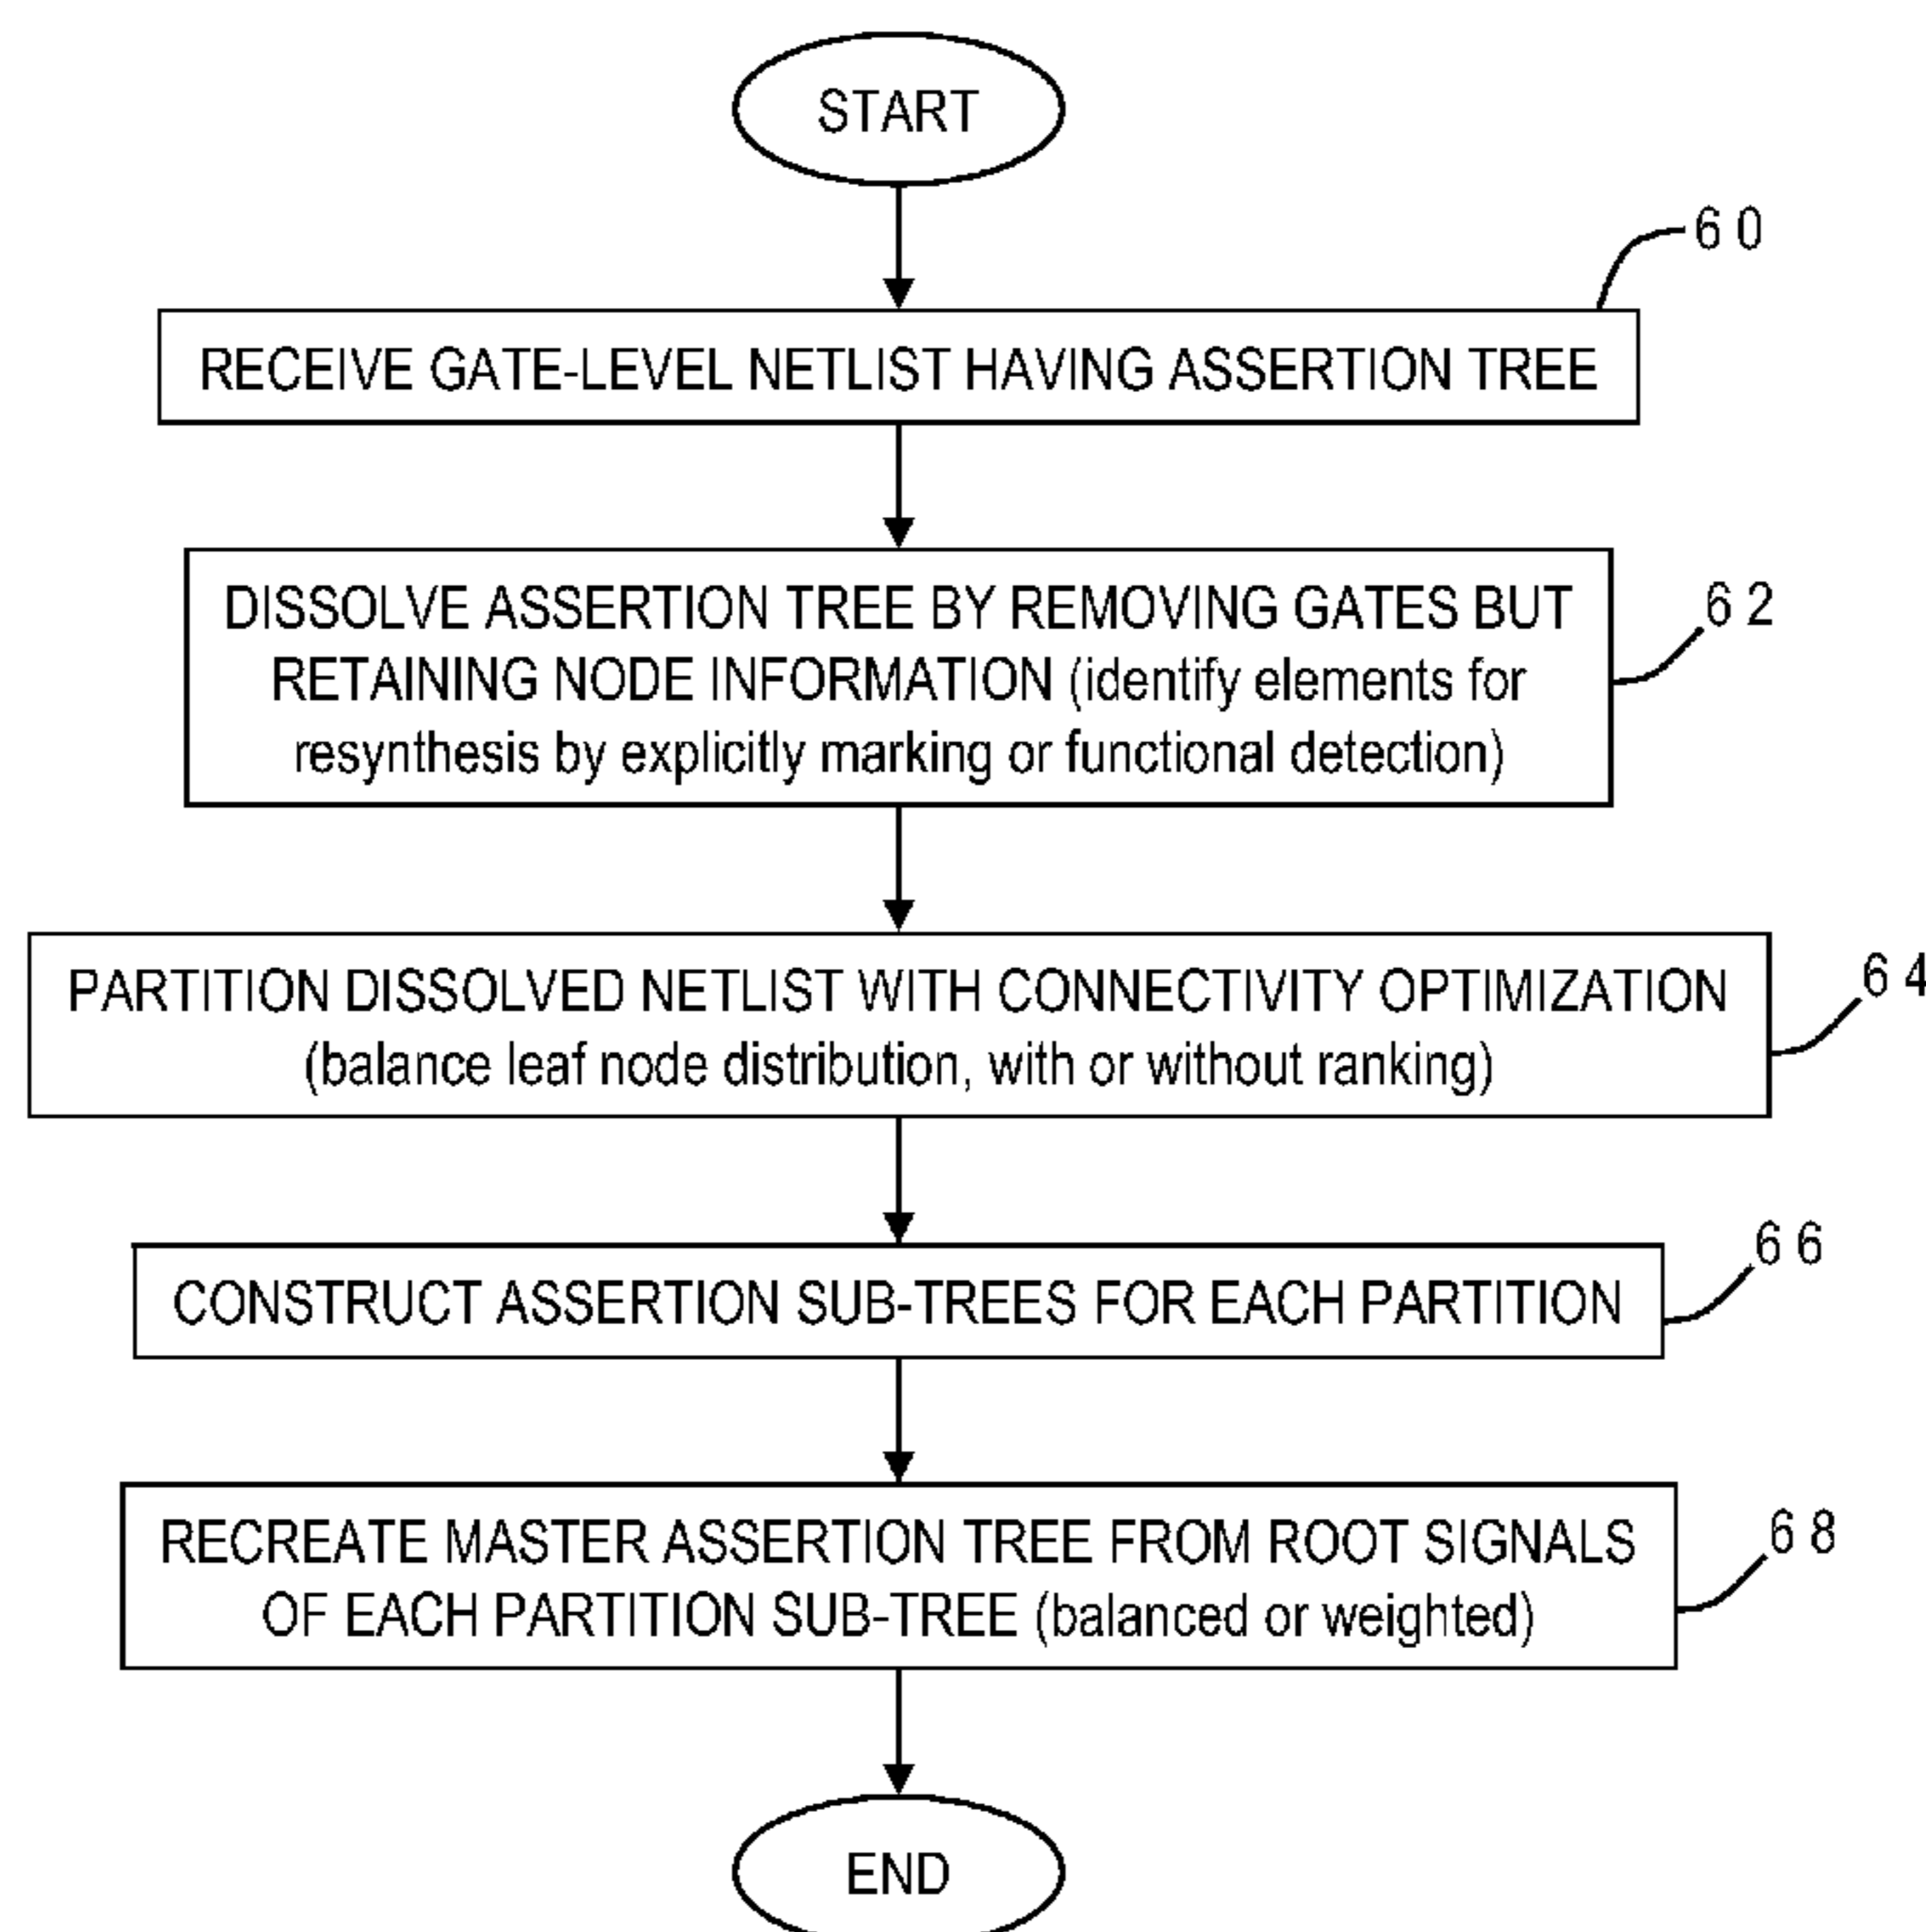 START
60
RECEIVE GATE-LEVEL NETLIST HAVING ASSERTION TREE
DISSOLVE ASSERTION TREE BY REMOVING GATES BUT
62
RETAINING NODE INFORMATION (identify elements for
resynthesis by explicitly marking or functional detection)
64
PARTITION DISSOLVED NETLIST WITH CONNECTIVITY OPTIMIZATION
(balance leaf node distribution, with or without ranking)
66
CONSTRUCT ASSERTION SUB-TREES FOR EACH PARTITION
68
RECREATE MASTER ASSERTION TREE FROM ROOT SIGNALS
OF EACH PARTITION SUB-TREE (balanced or weighted)
END